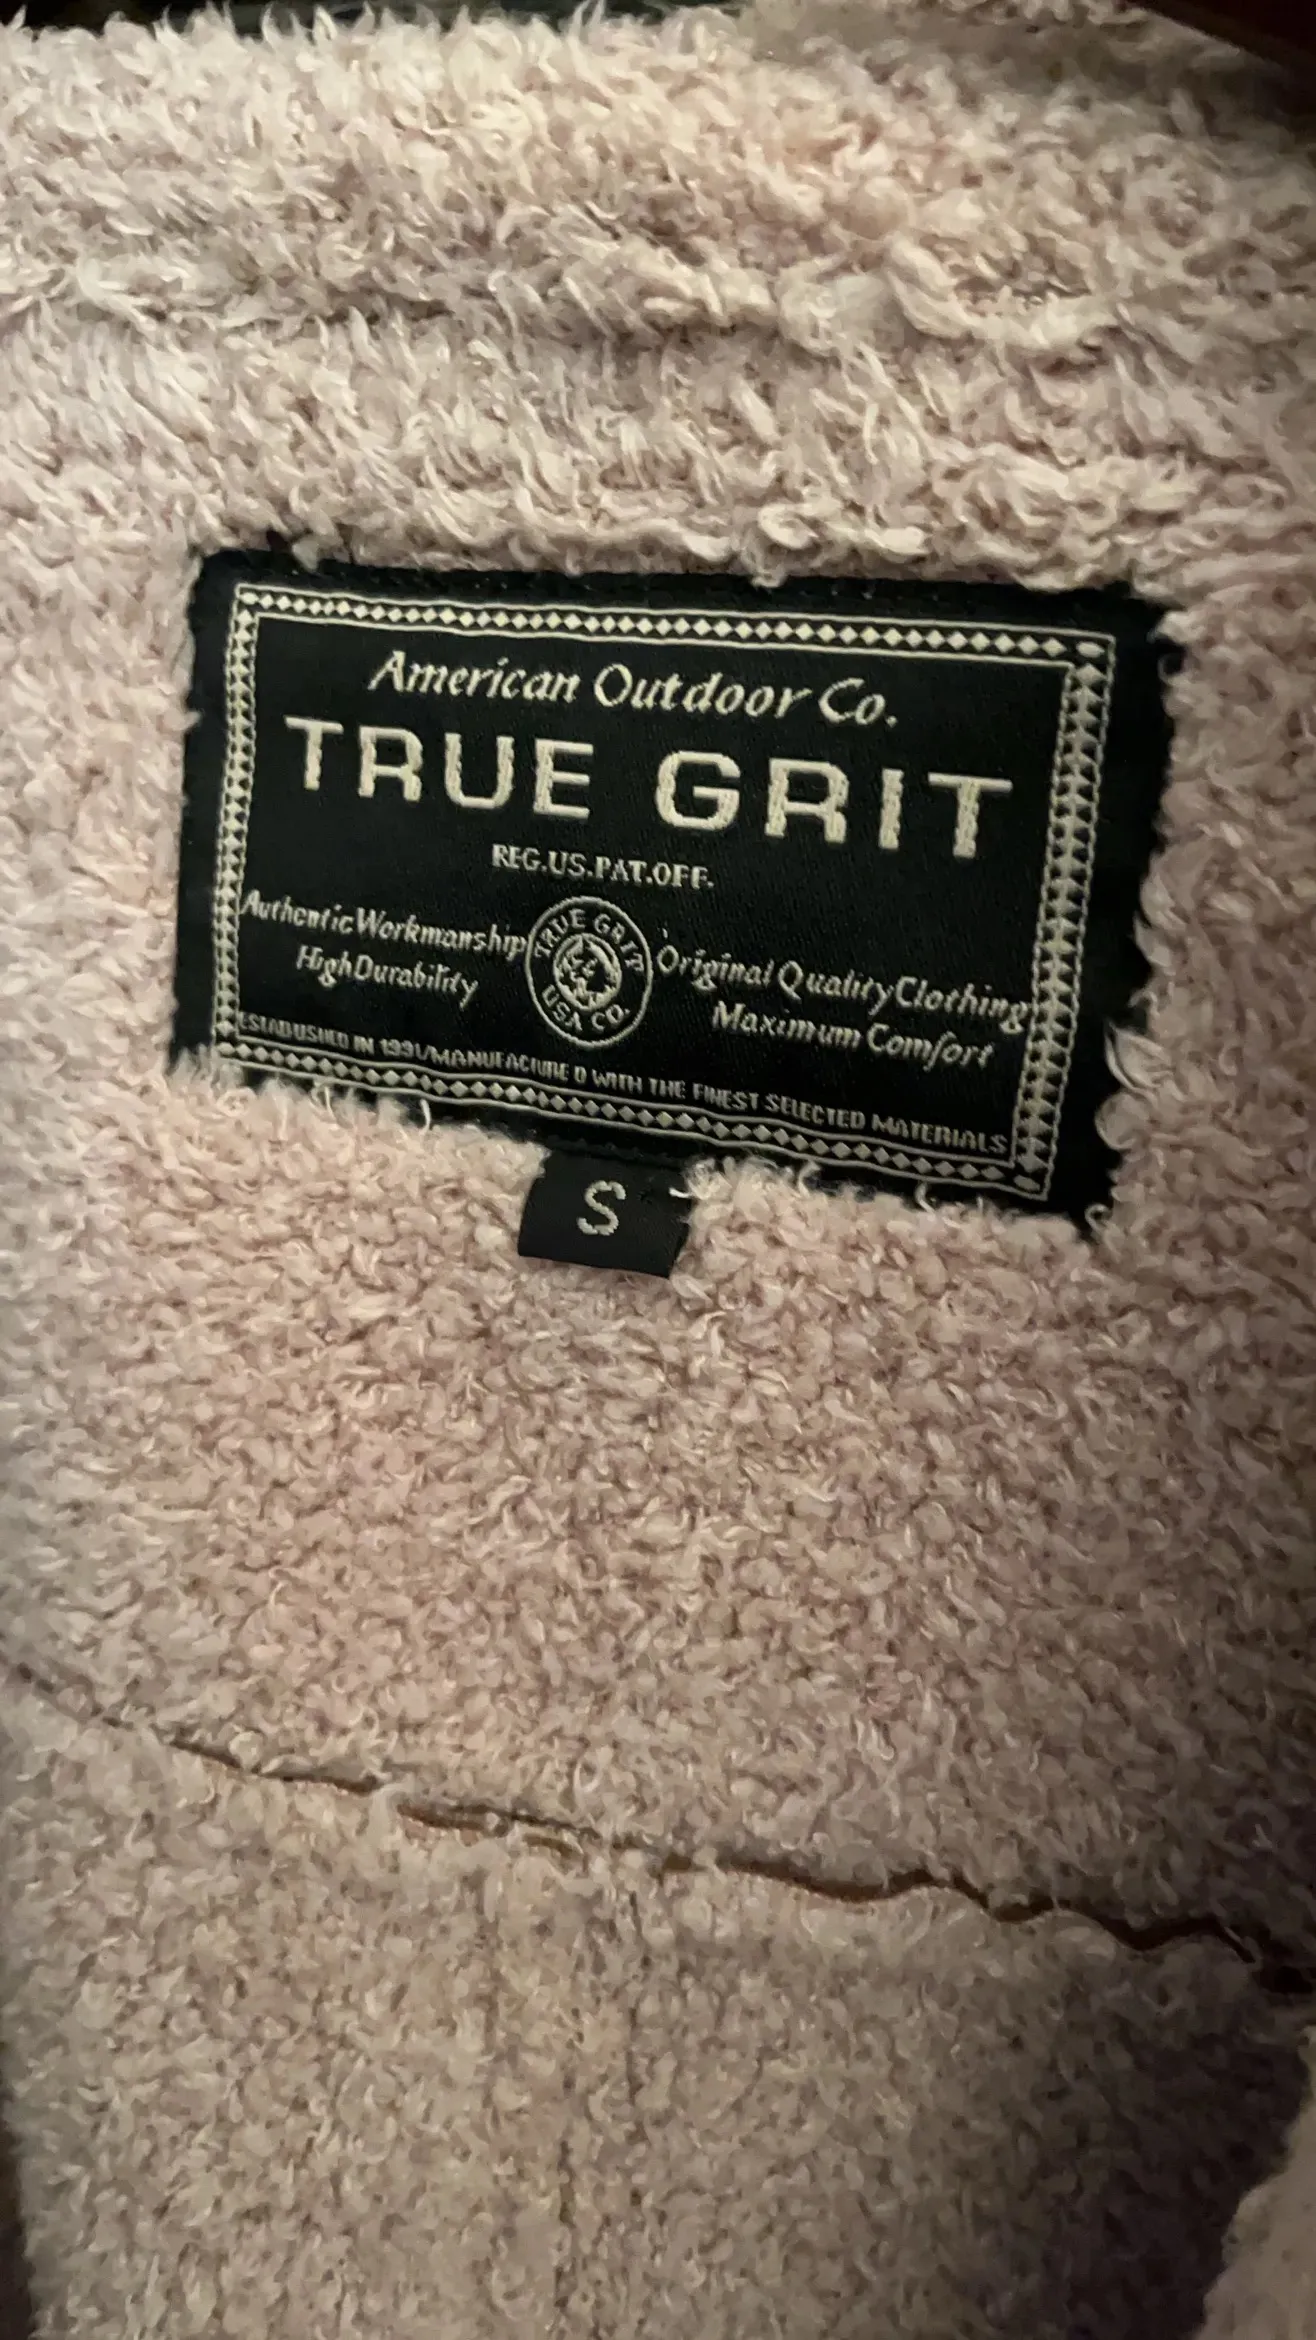 American Outdoor Co.
TRUE GRIT
REG.US.PAT.OFF.
Authentic Workmanship
High Durability
TRUE GRIT
USA CO.
Original Quality Clothing
Maximum Comfort
ESTABLISHED IN 1991/MANUFACTURED WITH THE FINEST SELECTED MATERIALS
S